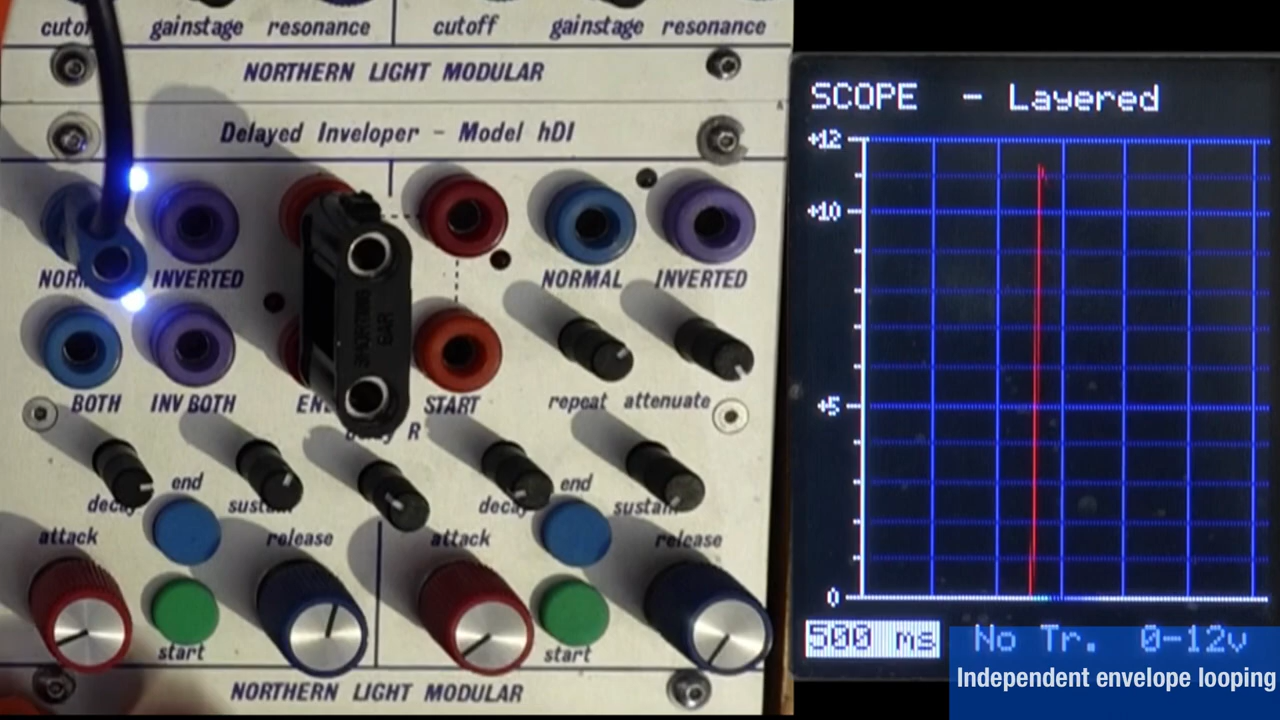 cutoff gainstage resonance cutoff gainstage resonance
NORTHERN LIGHT MODULAR
Delayed Inveloper - Model hDI
INVERTED NORMAL INVERTED
BOTH INV BOTH START repeat attenuate
R
decay end decay end
attack release attack release
start start
NORTHERN LIGHT MODULAR
SCOPE - Layered
+12
+10
+5
0
500 ms No Tr. 0-12v
Independent envelope looping